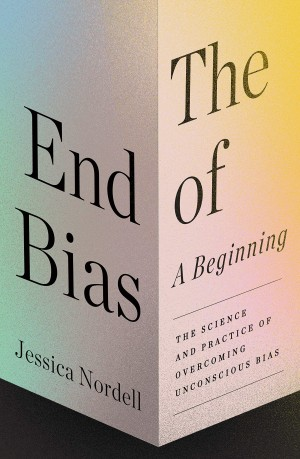 The
End of
Bias
A Beginning
THE SCIENCE
AND PRACTICE OF
OVERCOMING
UNCONSCIOUS BIAS
Jessica Nordell